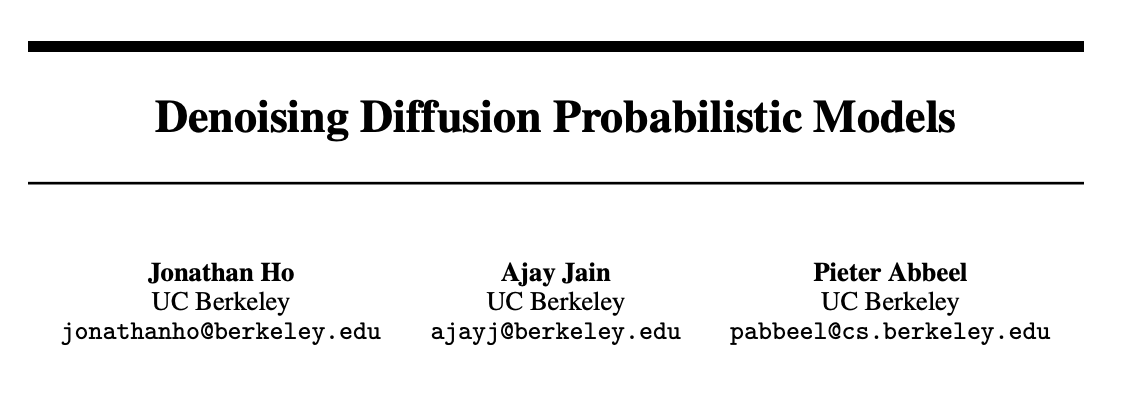 Denoising Diffusion Probabilistic Models
Jonathan Ho
UC Berkeley
jonathanho@berkeley.edu
Ajay Jain
UC Berkeley
ajayj@berkeley.edu
Pieter Abbeel
UC Berkeley
pabbeel@cs.berkeley.edu